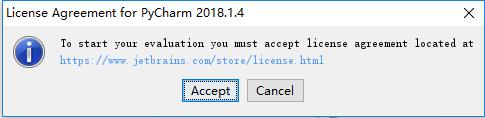 License Agreement for PyCharm 2018.1.4
To start your evaluation you must accept license agreement located at
https://www.jetbrains.com/store/license.html
Accept Cancel